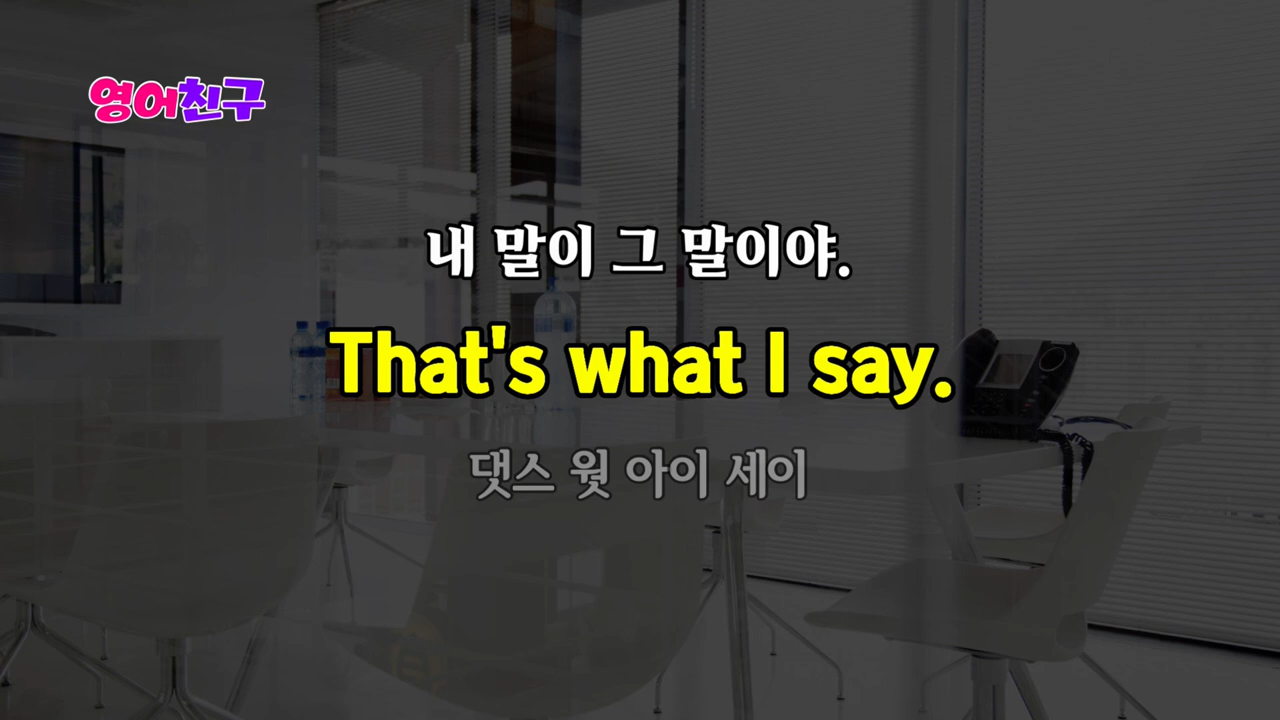 영어친구
내 말이 그 말이야.
That's what I say.
댓스 웟 아이 세이